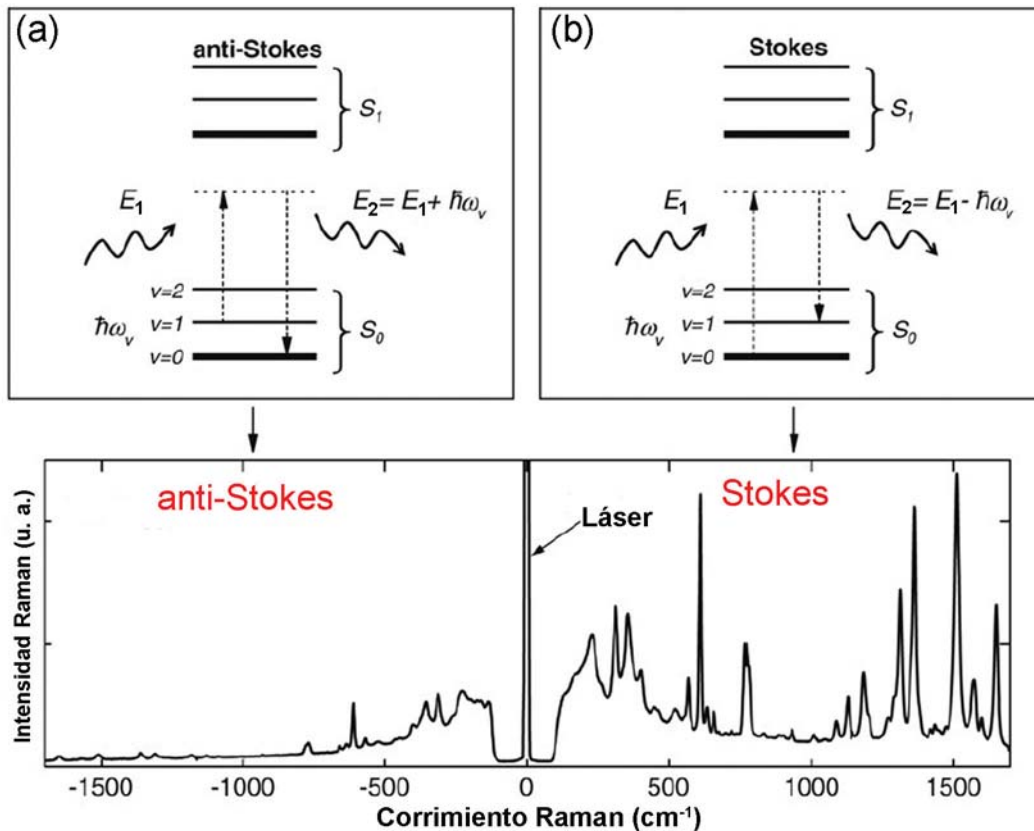 (a)
anti-Stokes
S₁
E₁
E₂= E₁+ ħωᵥ
v=2
ħωᵥ
v=1
v=0
S₀
(b)
Stokes
S₁
E₁
E₂= E₁- ħωᵥ
v=2
ħωᵥ
v=1
v=0
S₀
anti-Stokes
Stokes
Láser
Intensidad Raman (u. a.)
-1500 -1000 -500 0 500 1000 1500
Corrimiento Raman (cm⁻¹)